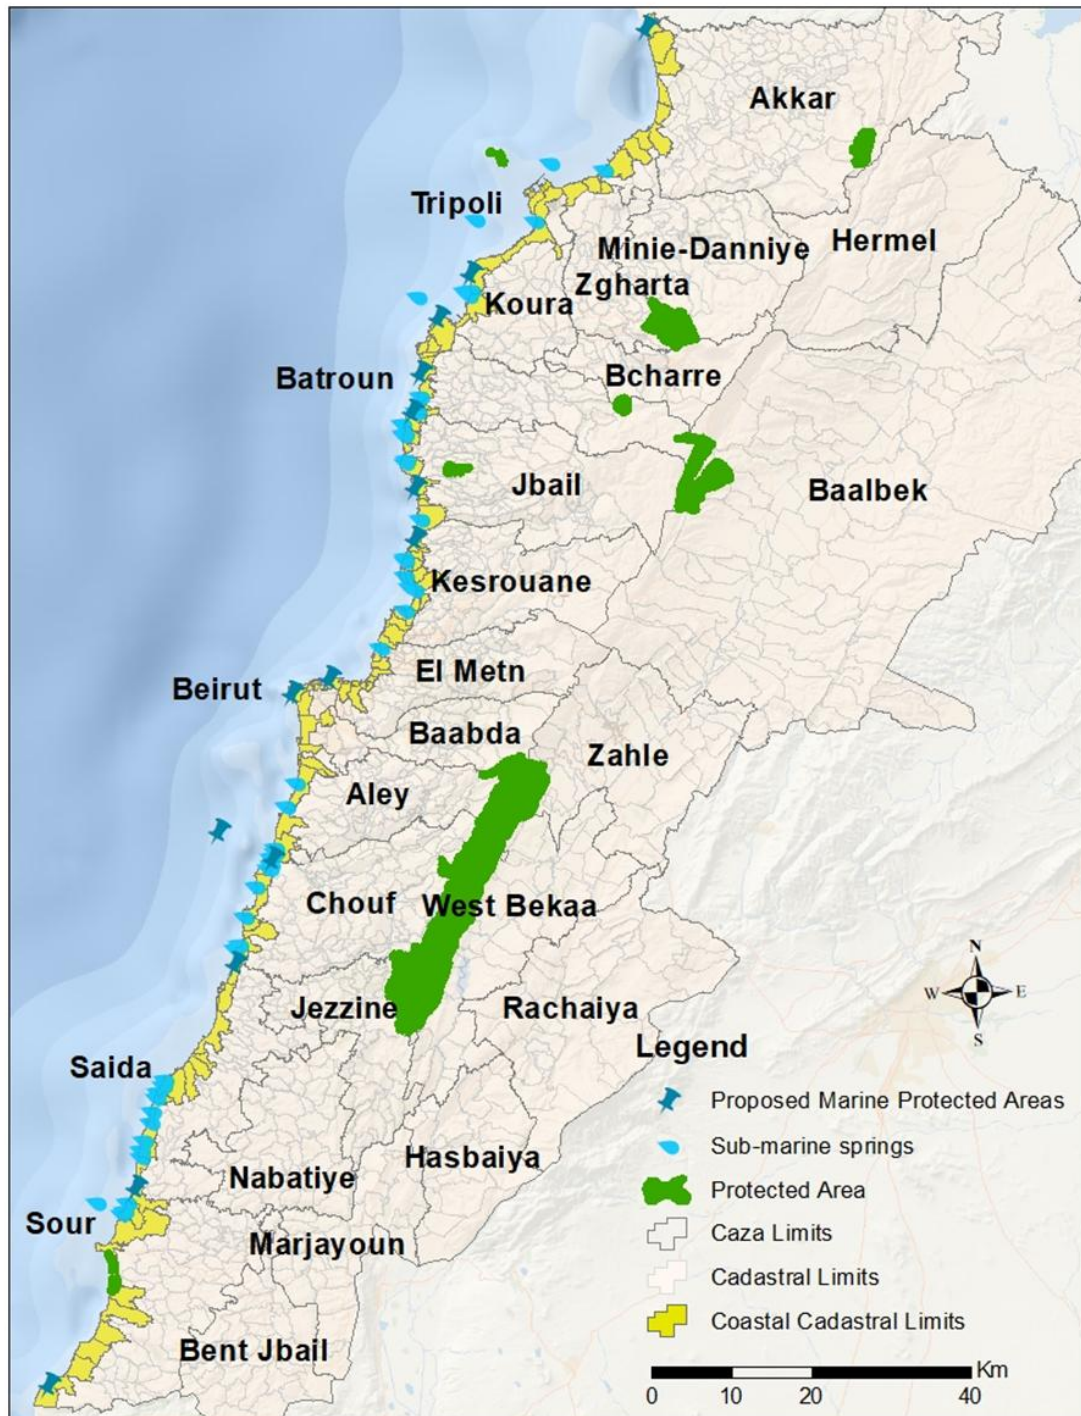 Akkar
Tripoli
Hermel
Minie-Danniye
Zgharta
Koura
Batroun
Bcharre
Jbail
Baalbek
Kesrouane
El Metn
Beirut
Baabda
Zahle
Aley
Chouf
West Bekaa
N
W E
S
Jezzine
Rachaiya
Legend
Saida
Proposed Marine Protected Areas
Sub-marine springs
Hasbaiya
Nabatiye
Protected Area
Sour
Caza Limits
Marjayoun
Cadastral Limits
Coastal Cadastral Limits
Bent Jbail
Km
0 10 20 40